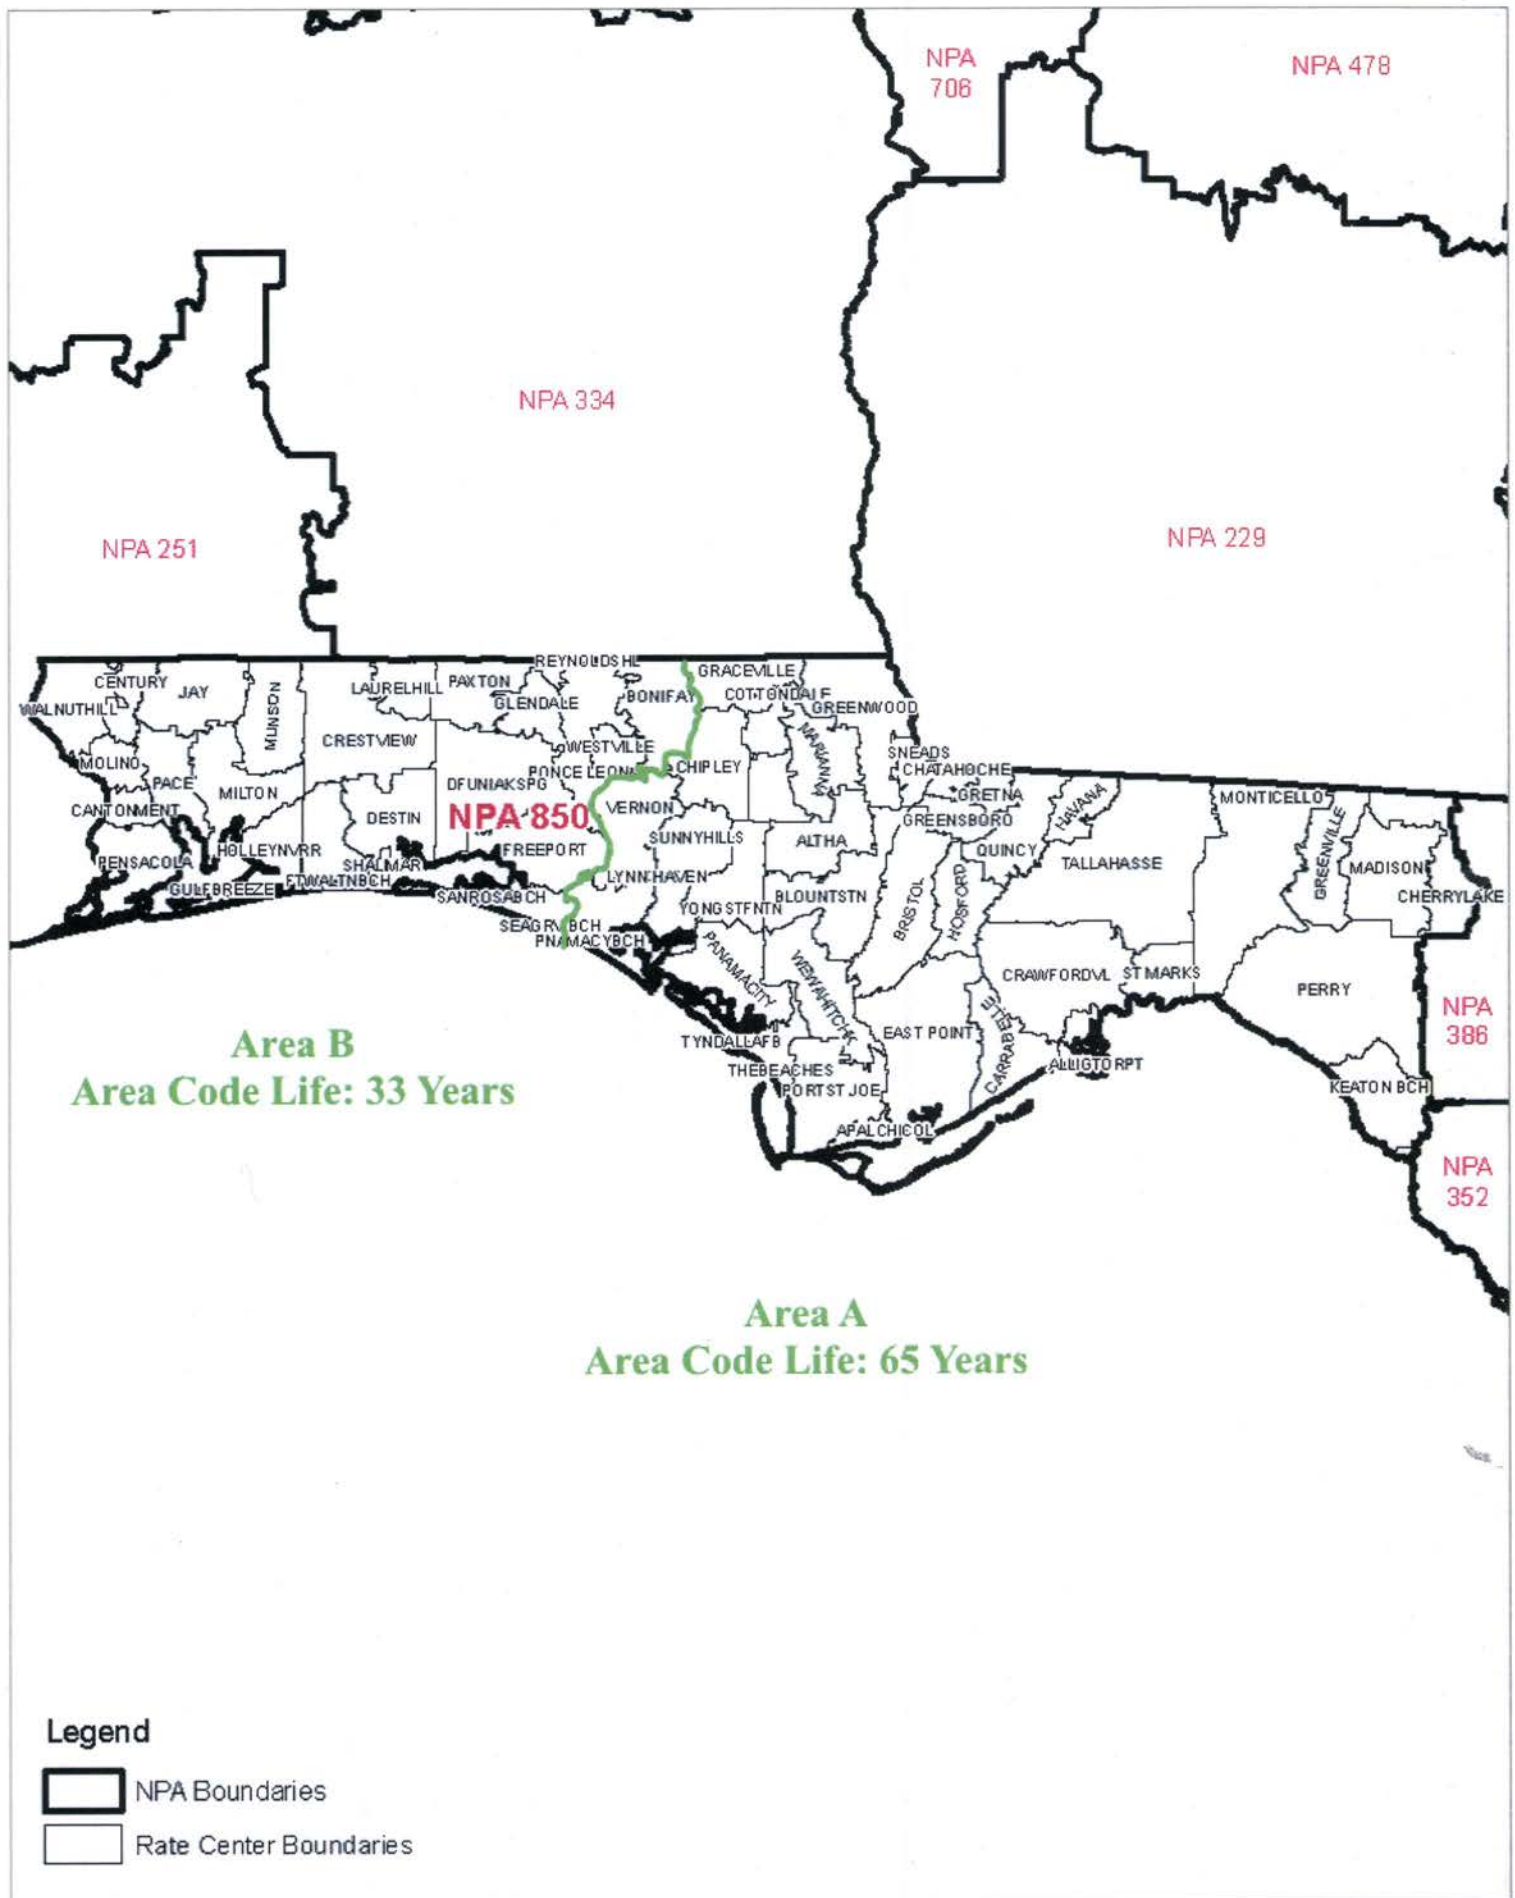 NPA
706
NPA 478
NPA 334
NPA 251
NPA 229
REYNOLDSHL
GRACEVILLE
CENTURY
JAY
MUNSON
LAURELHILL
PAXTON
GLENDALE
BONIFAY
COTTONDALE
GREENWOOD
WALNUTHILL
CRESTVIEW
WESTVILLE
MARIANNA
SNEADS
MOLINO
PACE
MILTON
DFUNIAKSPG
PONCE LEON
CHIPLEY
CHATAHOCHE
GRETNA
HAVANA
MONTICELLO
CANTONMENT
DESTIN
NPA 850
VERNON
SUNNYHILLS
ALTHA
GREENSBORO
QUINCY
TALLAHASSE
GREENVILLE
MADISON
PENSACOLA
HOLLEYNVRR
SHALMAR
FREEPORT
LYNNHAVEN
GULFBREEZE
FTWALTNBCH
SANROSABCH
YONGSTFNTN
BLOUNTSTN
BRISTOL
HOSFORD
CHERRYLAKE
SEAGRVBCH
PNAMACYBCH
PANAMACITY
WEWAHITCHK
CRAWFORDVL
ST MARKS
PERRY
NPA
386
EAST POINT
CARRABELLE
TYNDALLAFB
THEBEACHES
PORTST JOE
ALLIGTORPT
KEATON BCH
APALCHICOL
NPA
352
Area B
Area Code Life: 33 Years
Area A
Area Code Life: 65 Years
Legend
NPA Boundaries
Rate Center Boundaries